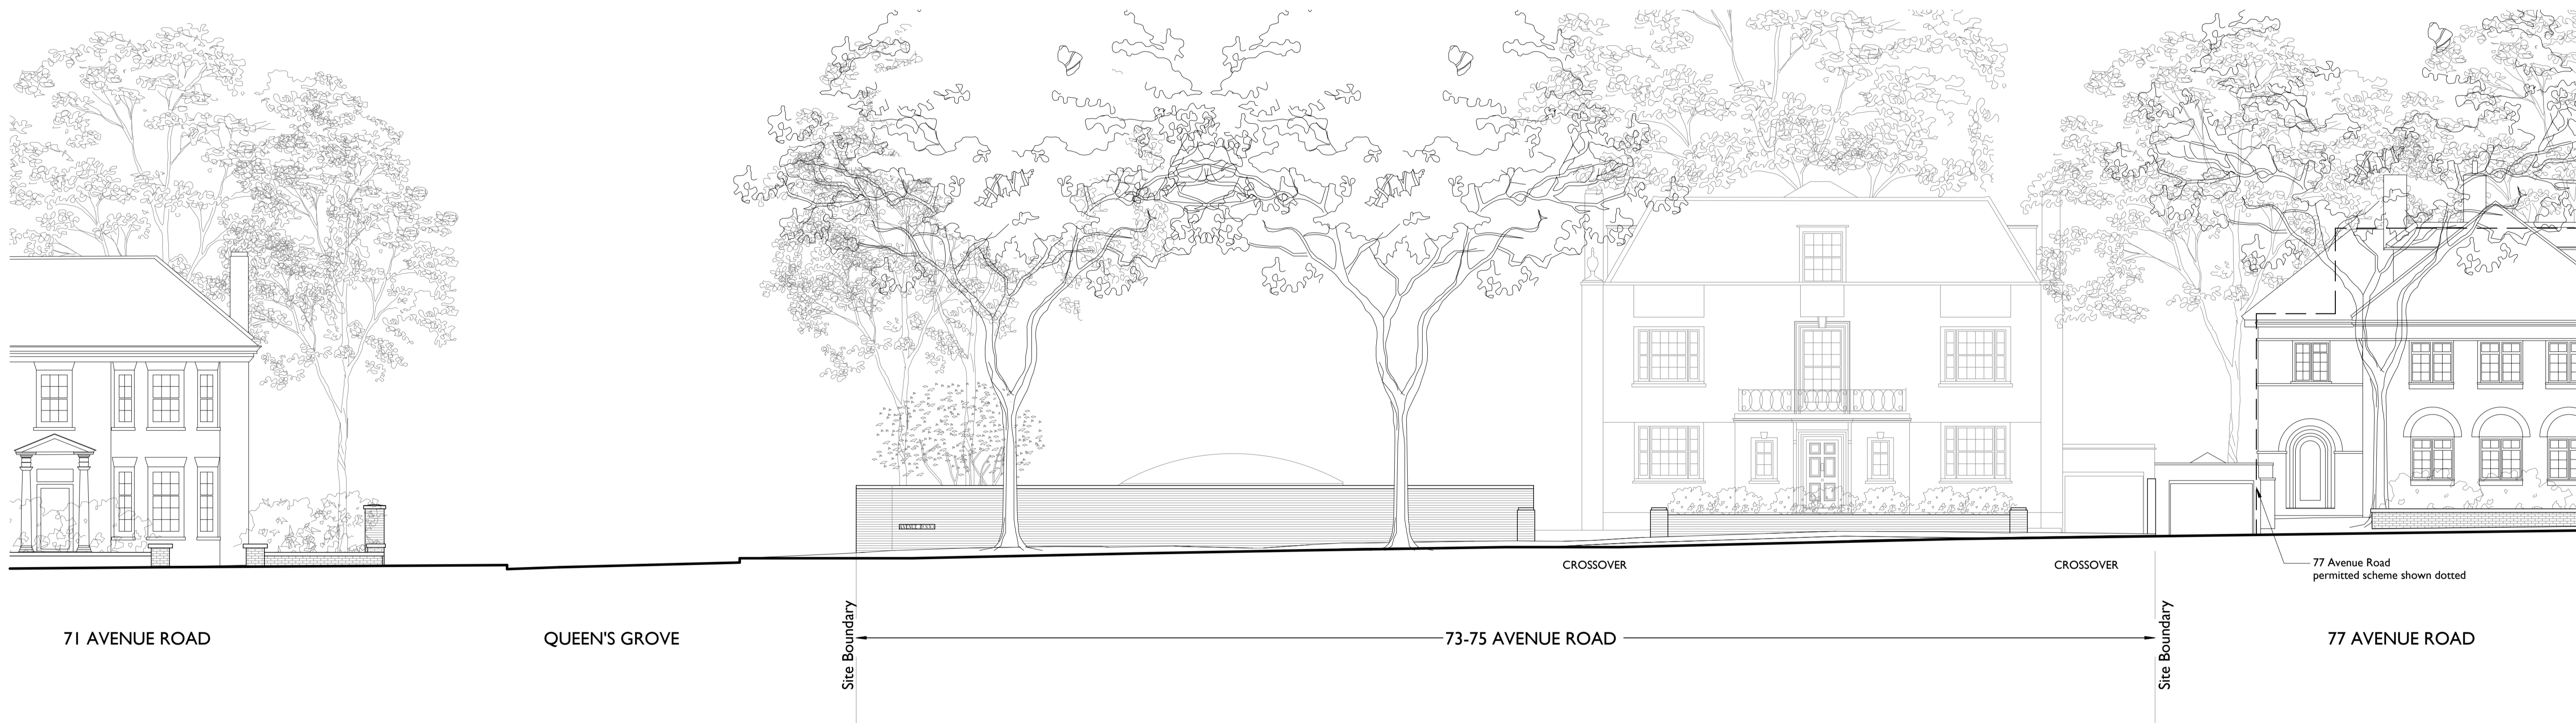 CROSSOVER
CROSSOVER
77 Avenue Road
permitted scheme shown dotted
Site Boundary
Site Boundary
71 AVENUE ROAD
QUEEN'S GROVE
73-75 AVENUE ROAD
77 AVENUE ROAD